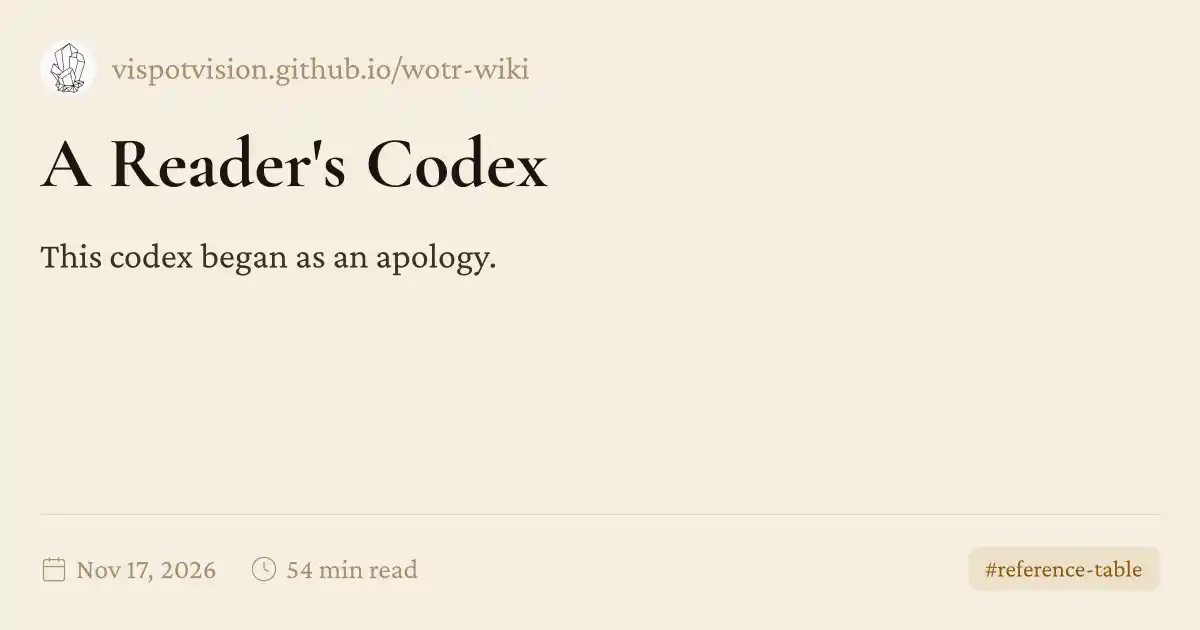 vispotvision.github.io/wotr-wiki
A Reader's Codex
This codex began as an apology.
Nov 17, 2026
54 min read
#reference-table